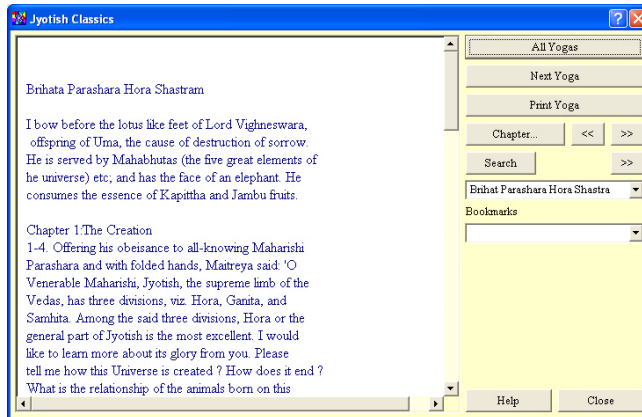 Jyotish Classics
Brihata Parashara Hora Shastram
I bow before the lotus like feet of Lord Vighneswara,
offspring of Uma, the cause of destruction of sorrow.
He is served by Mahabhutas (the five great elements of
he universe) etc; and has the face of an elephant. He
consumes the essence of Kapittha and Jambu fruits.
Chapter 1:The Creation
1-4. Offering his obeisance to all-knowing Maharishi
Parashara and with folded hands, Maitreya said: 'O
Venerable Maharishi, Jyotish, the supreme limb of the
Vedas, has three divisions, viz. Hora, Ganita, and
Samhita. Among the said three divisions, Hora or the
general part of Jyotish is the most excellent. I would
like to learn more about its glory from you. Please
tell me how this Universe is created ? How does it end ?
What is the relationship of the animals born on this
All Yogas
Next Yoga
Print Yoga
Chapter... << >>
Search >>
Brihat Parashara Hora Shastra
Bookmarks
Help Close